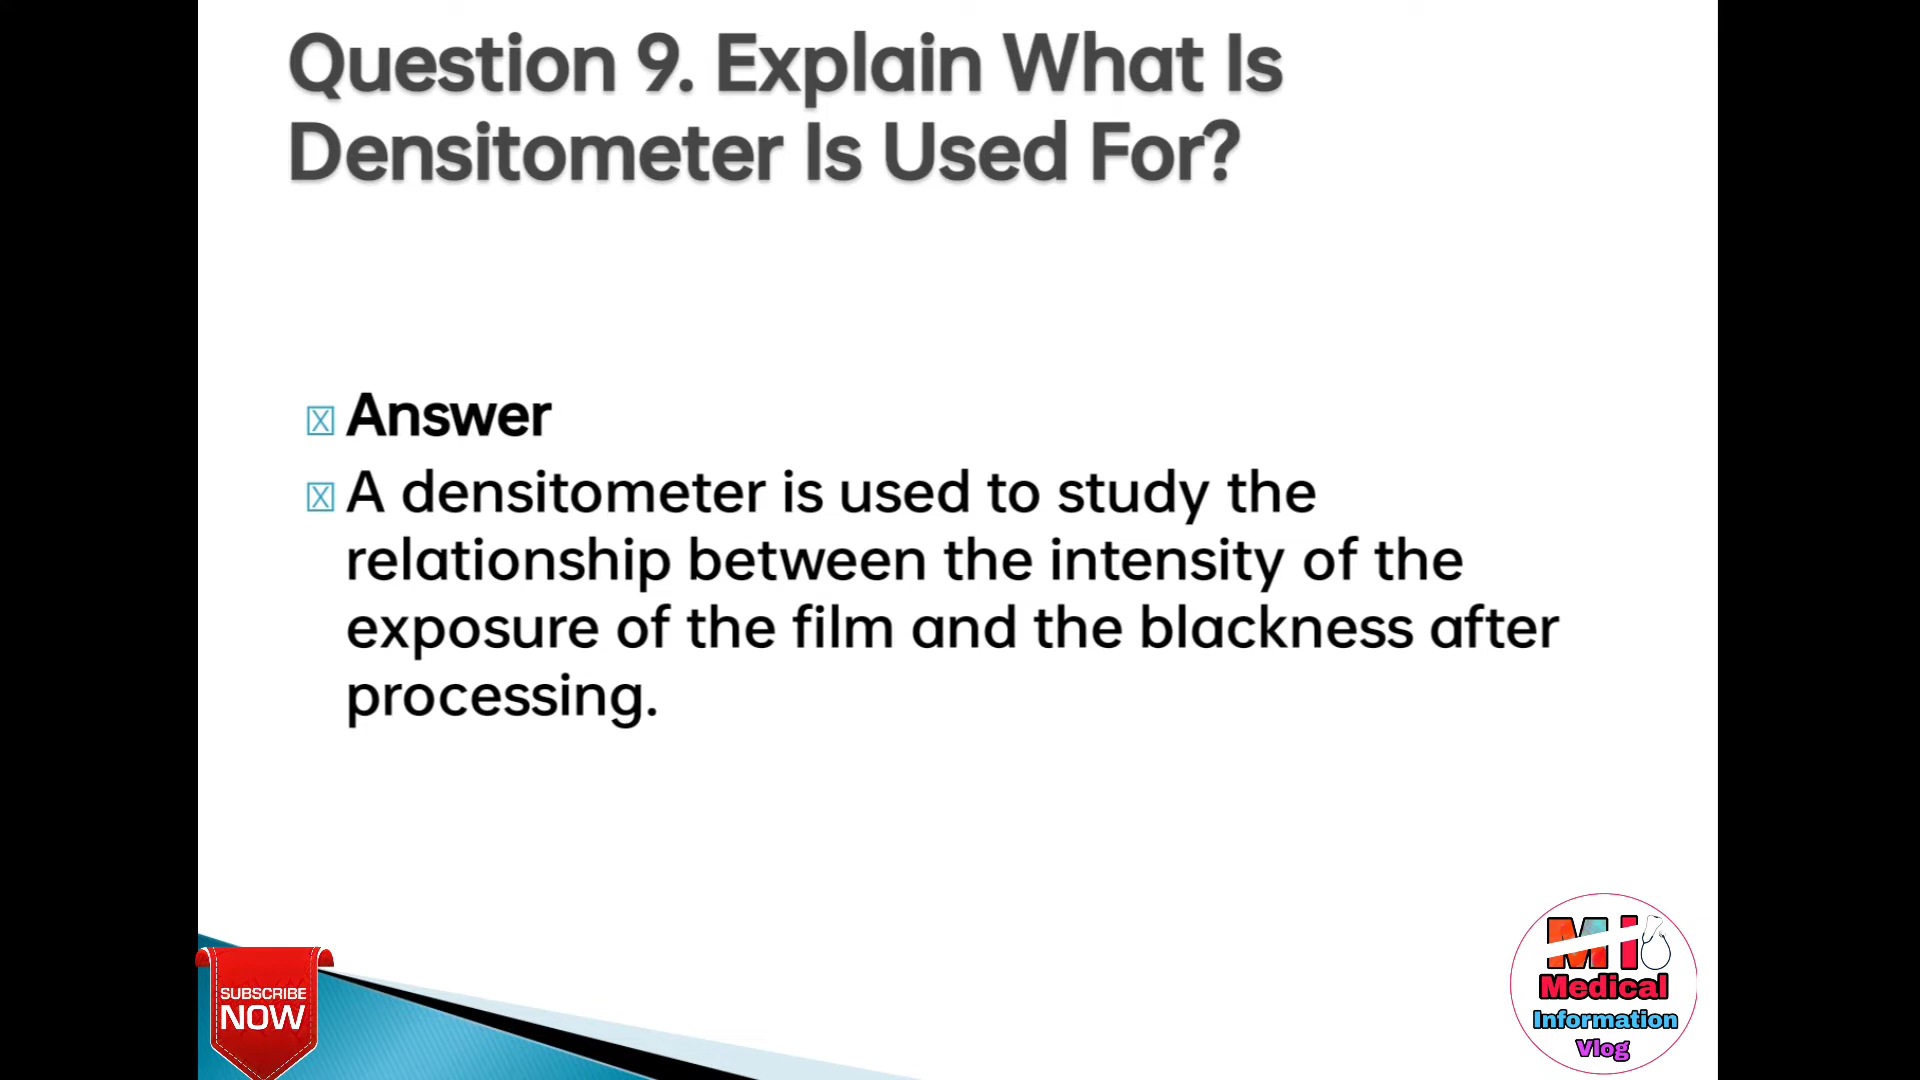 Question 9. Explain What Is
Densitometer Is Used For?
Answer
A densitometer is used to study the
relationship between the intensity of the
exposure of the film and the blackness after
processing.
SUBSCRIBE
NOW
MI
Medical
Information
Vlog